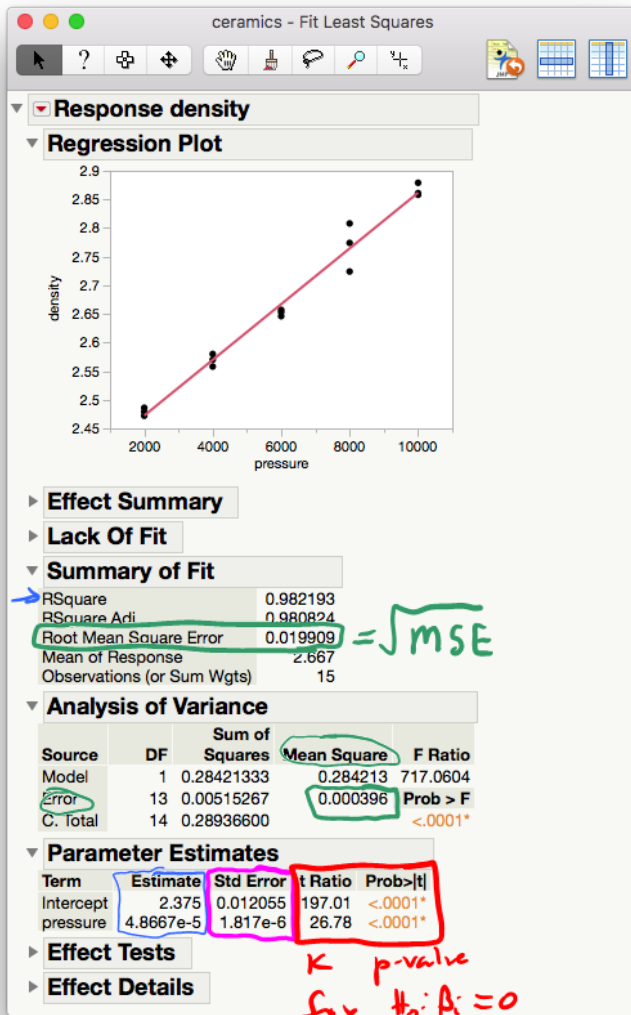 ceramics - Fit Least Squares
?
JMP
Response density
Regression Plot
2.9
2.85
2.8
2.75
2.7
2.65
2.6
2.55
2.5
2.45
density
2000 4000 6000 8000 10000
pressure
Effect Summary
Lack Of Fit
Summary of Fit
RSquare 0.982193
RSquare Adj 0.980824
Root Mean Square Error 0.019909 = √MSE
Mean of Response 2.667
Observations (or Sum Wgts) 15
Analysis of Variance
Sum of
Source DF Squares Mean Square F Ratio
Model 1 0.28421333 0.284213 717.0604
Error 13 0.00515267 0.000396 Prob > F
C. Total 14 0.28936600 <.0001*
Parameter Estimates
Term Estimate Std Error t Ratio Prob>|t|
Intercept 2.375 0.012055 197.01 <.0001*
pressure 4.8667e-5 1.817e-6 26.78 <.0001*
Effect Tests
K p-value
Effect Details
for H₀: βᵢ = 0